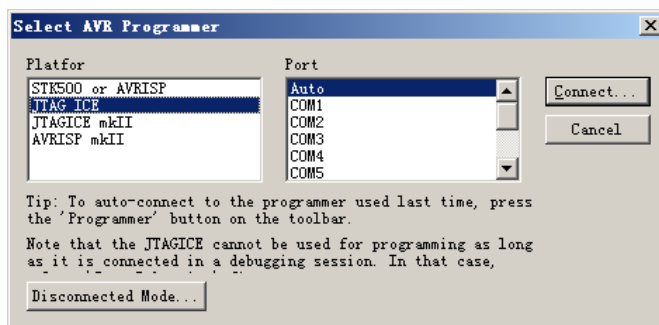 Select AVR Programmer
Platfor
Port
STK500 or AVRISP
JTAG ICE
JTAGICE mkII
AVRISP mkII
Auto
COM1
COM2
COM3
COM4
COM5
Connect...
Cancel
Tip: To auto-connect to the programmer used last time, press
the 'Programmer' button on the toolbar.
Note that the JTAGICE cannot be used for programming as long
as it is connected in a debugging session. In that case,
Disconnected Mode...